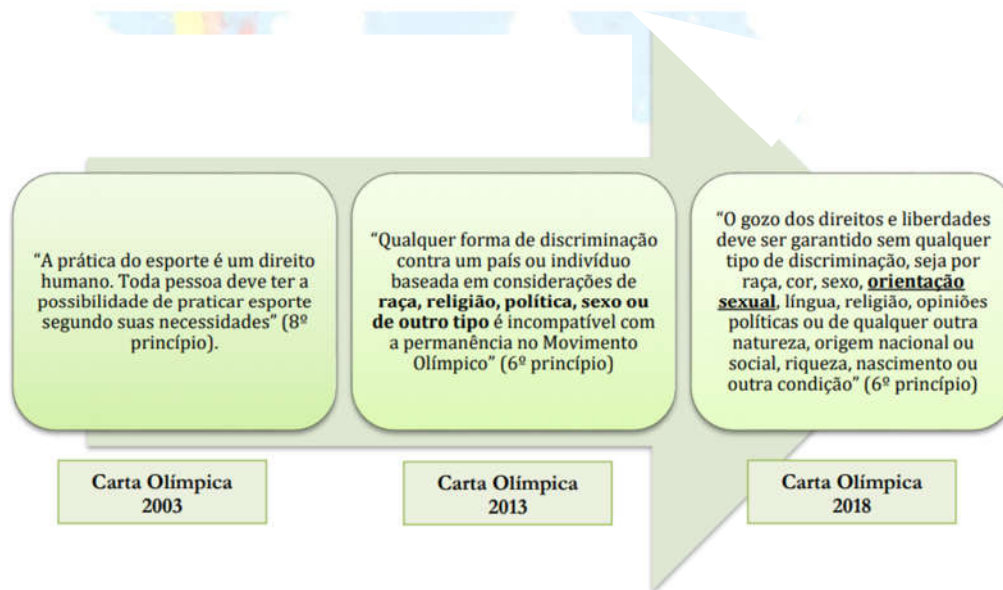 “A prática do esporte é um direito
humano. Toda pessoa deve ter a
possibilidade de praticar esporte
segundo suas necessidades” (8º
princípio).
Carta Olímpica
2003
“Qualquer forma de discriminação
contra um país ou indivíduo
baseada em considerações de
raça, religião, política, sexo ou
de outro tipo é incompatível com
a permanência no Movimento
Olímpico” (6º princípio)
Carta Olímpica
2013
“O gozo dos direitos e liberdades
deve ser garantido sem qualquer
tipo de discriminação, seja por
raça, cor, sexo, orientação
sexual, língua, religião, opiniões
políticas ou de qualquer outra
natureza, origem nacional ou
social, riqueza, nascimento ou
outra condição” (6º princípio)
Carta Olímpica
2018